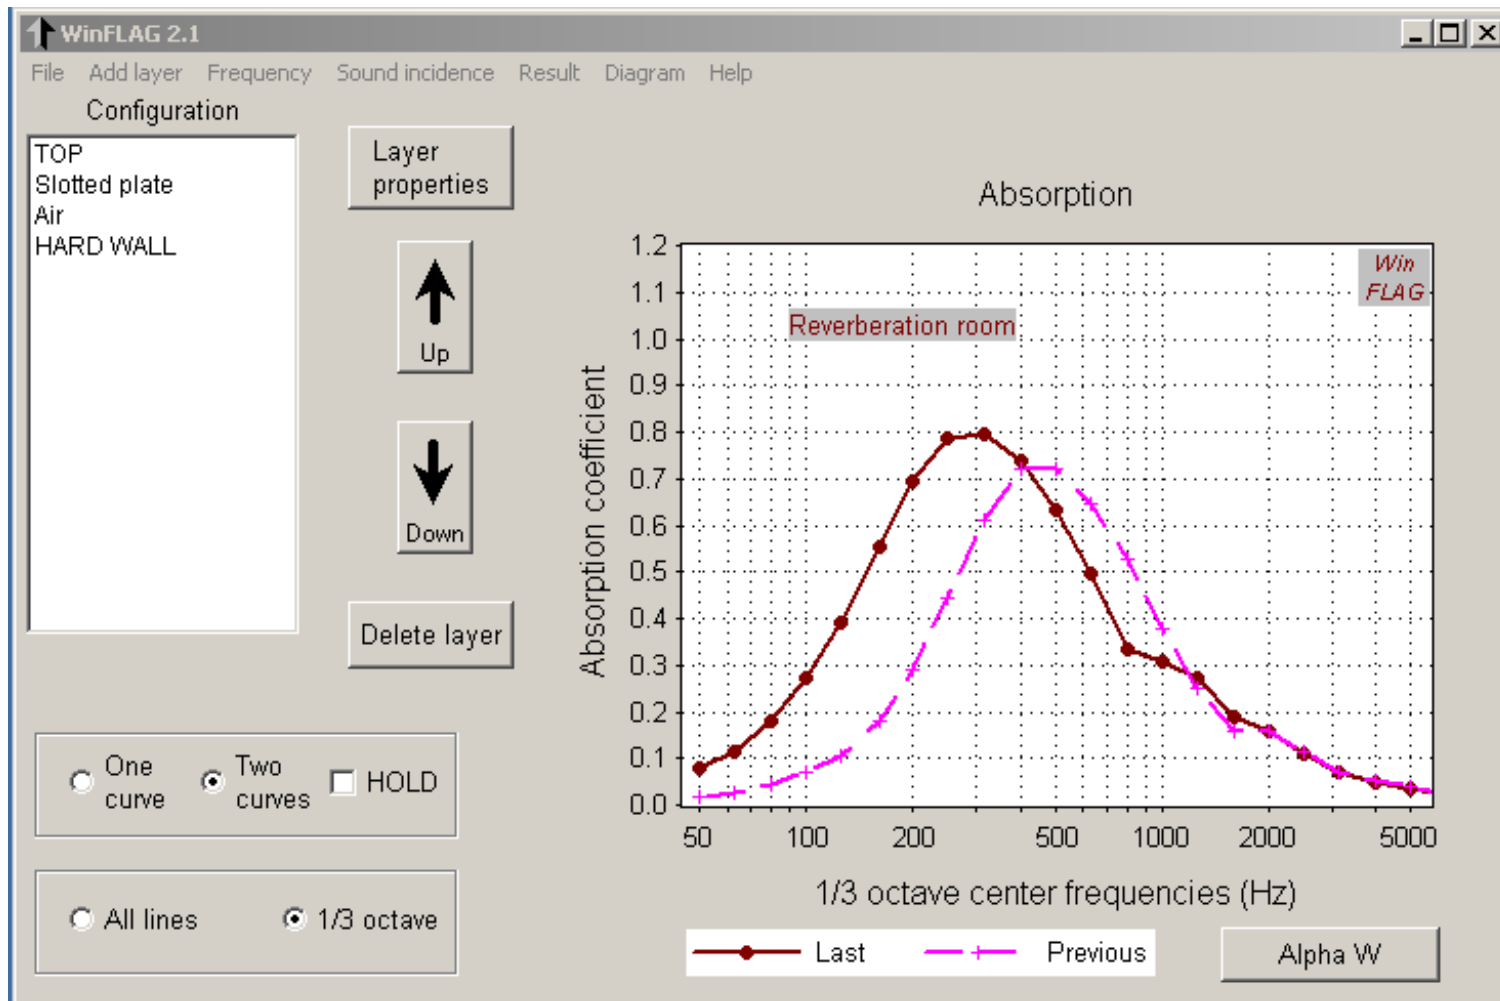 WinFLAG 2.1
File Add layer Frequency Sound incidence Result Diagram Help
Configuration
TOP
Slotted plate
Air
HARD WALL
Layer
properties
Up
Down
Delete layer
One
curve
Two
curves
HOLD
All lines
1/3 octave
Absorption
Win
FLAG
Reverberation room
Absorption coefficient
1.2
1.1
1.0
0.9
0.8
0.7
0.6
0.5
0.4
0.3
0.2
0.1
0.0
50 100 200 500 1000 2000 5000
1/3 octave center frequencies (Hz)
Last Previous
Alpha W